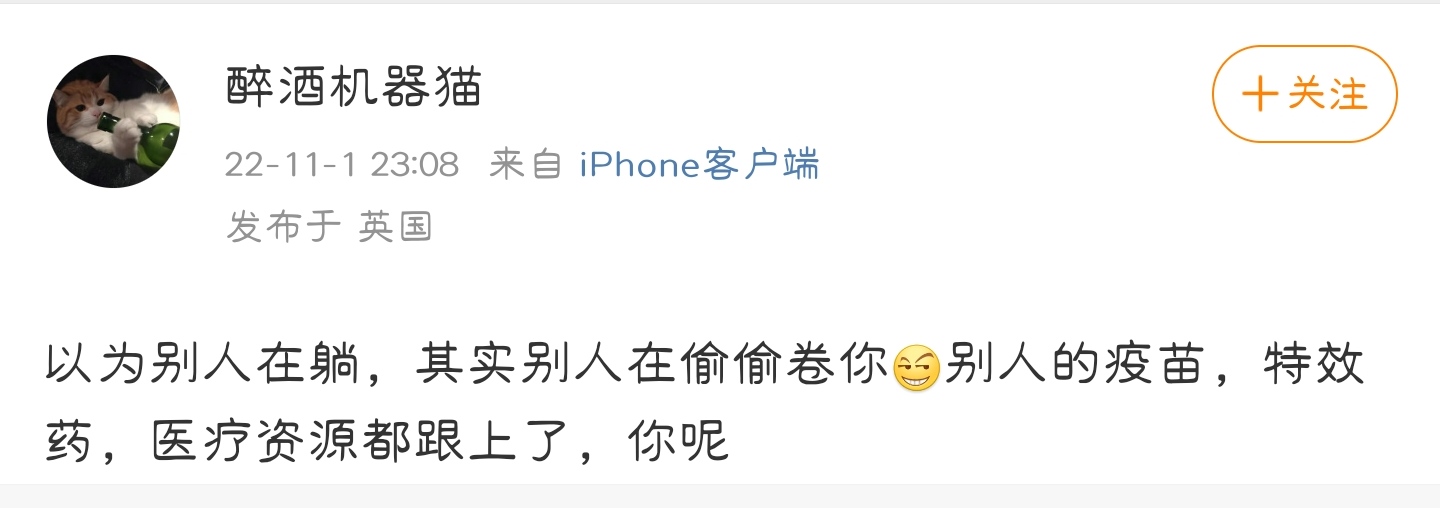 醉酒机器猫
十关注
22-11-1 23:08 来自 iPhone客户端
发布于 英国
以为别人在躺，其实别人在偷偷卷你😏别人的疫苗，特效
药，医疗资源都跟上了，你呢